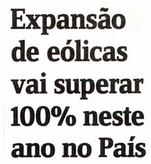 Expansão
de eólicas
vai superar
100% neste
ano no País